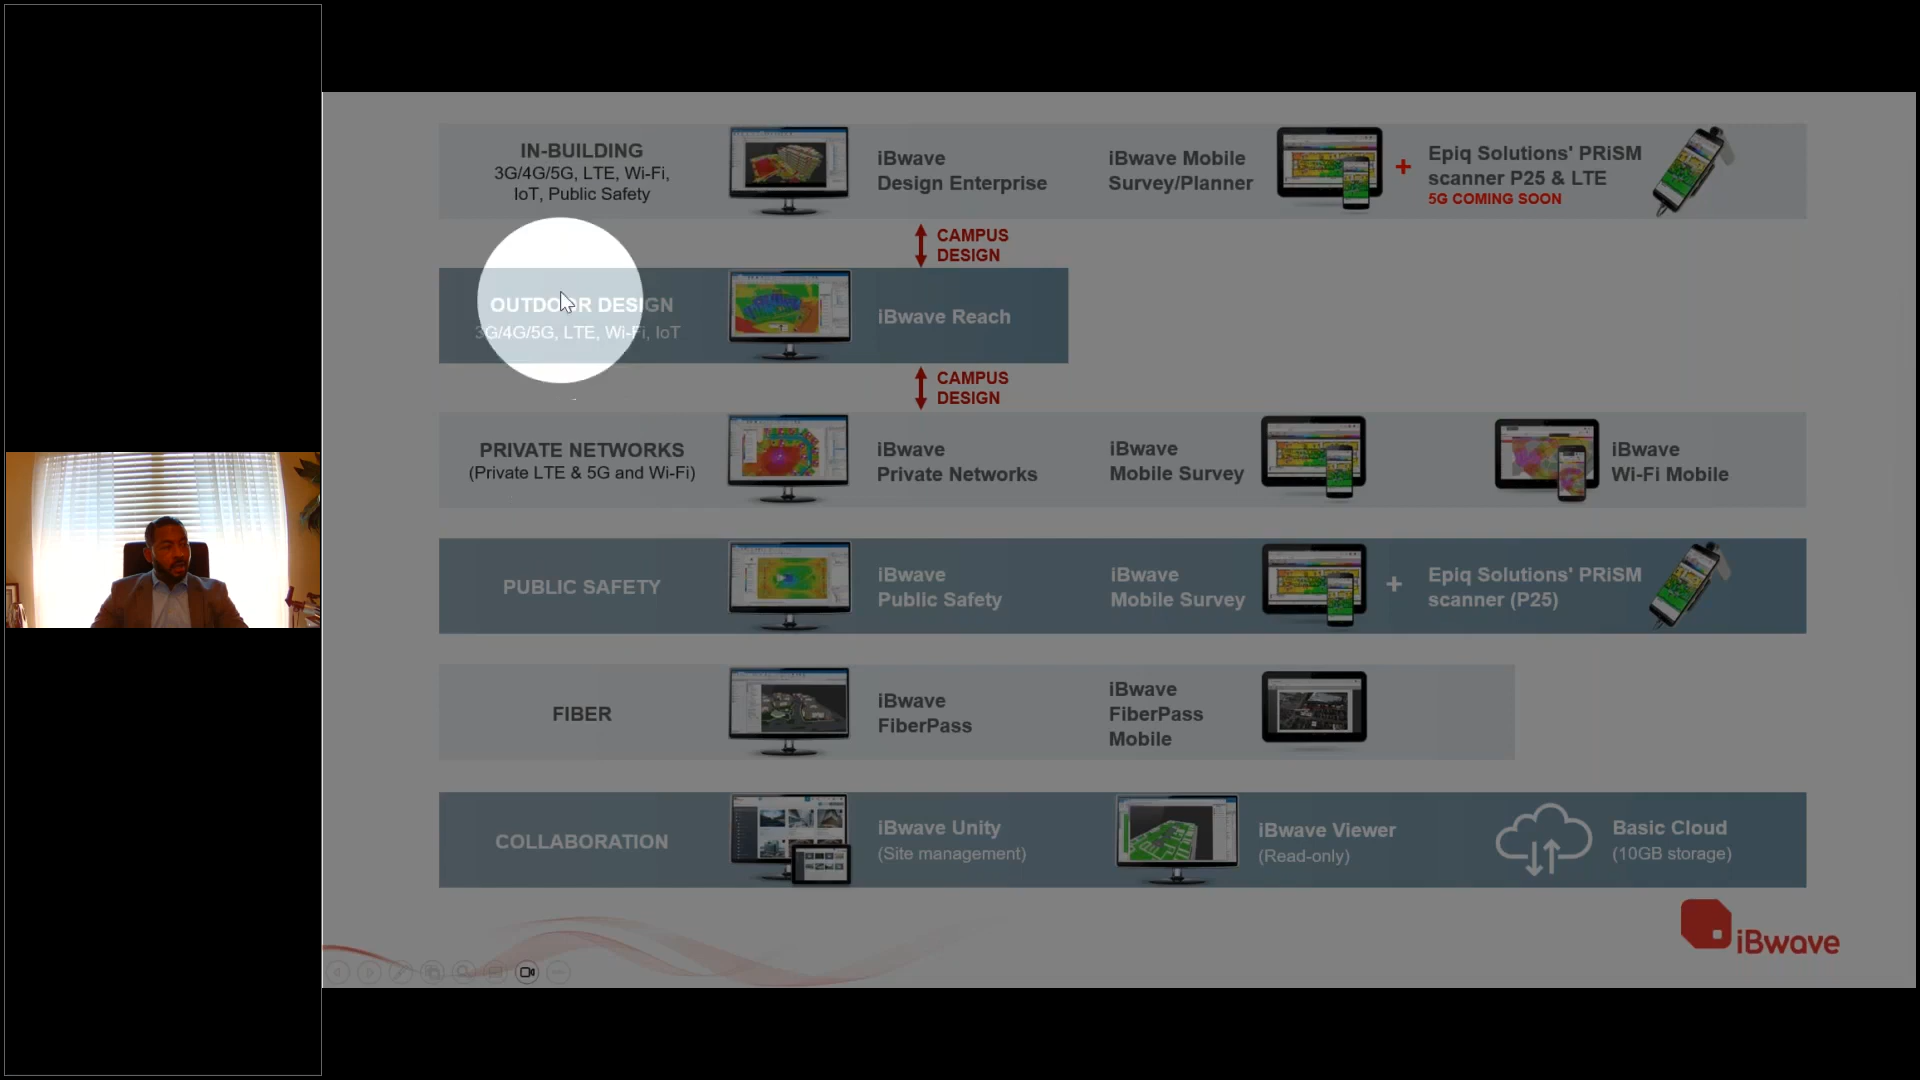 IN-BUILDING
3G/4G/5G, LTE, Wi-Fi,
IoT, Public Safety
iBwave
Design Enterprise
iBwave Mobile
Survey/Planner
+
Epiq Solutions' PRiSM
scanner P25 & LTE
5G COMING SOON
CAMPUS
DESIGN
OUTDOOR DESIGN
3G/4G/5G, LTE, Wi-Fi, IoT
iBwave Reach
CAMPUS
DESIGN
PRIVATE NETWORKS
(Private LTE & 5G and Wi-Fi)
iBwave
Private Networks
iBwave
Mobile Survey
iBwave
Wi-Fi Mobile
PUBLIC SAFETY
iBwave
Public Safety
iBwave
Mobile Survey
+
Epiq Solutions' PRiSM
scanner (P25)
FIBER
iBwave
FiberPass
iBwave
FiberPass
Mobile
COLLABORATION
iBwave Unity
(Site management)
iBwave Viewer
(Read-only)
Basic Cloud
(10GB storage)
iBwave